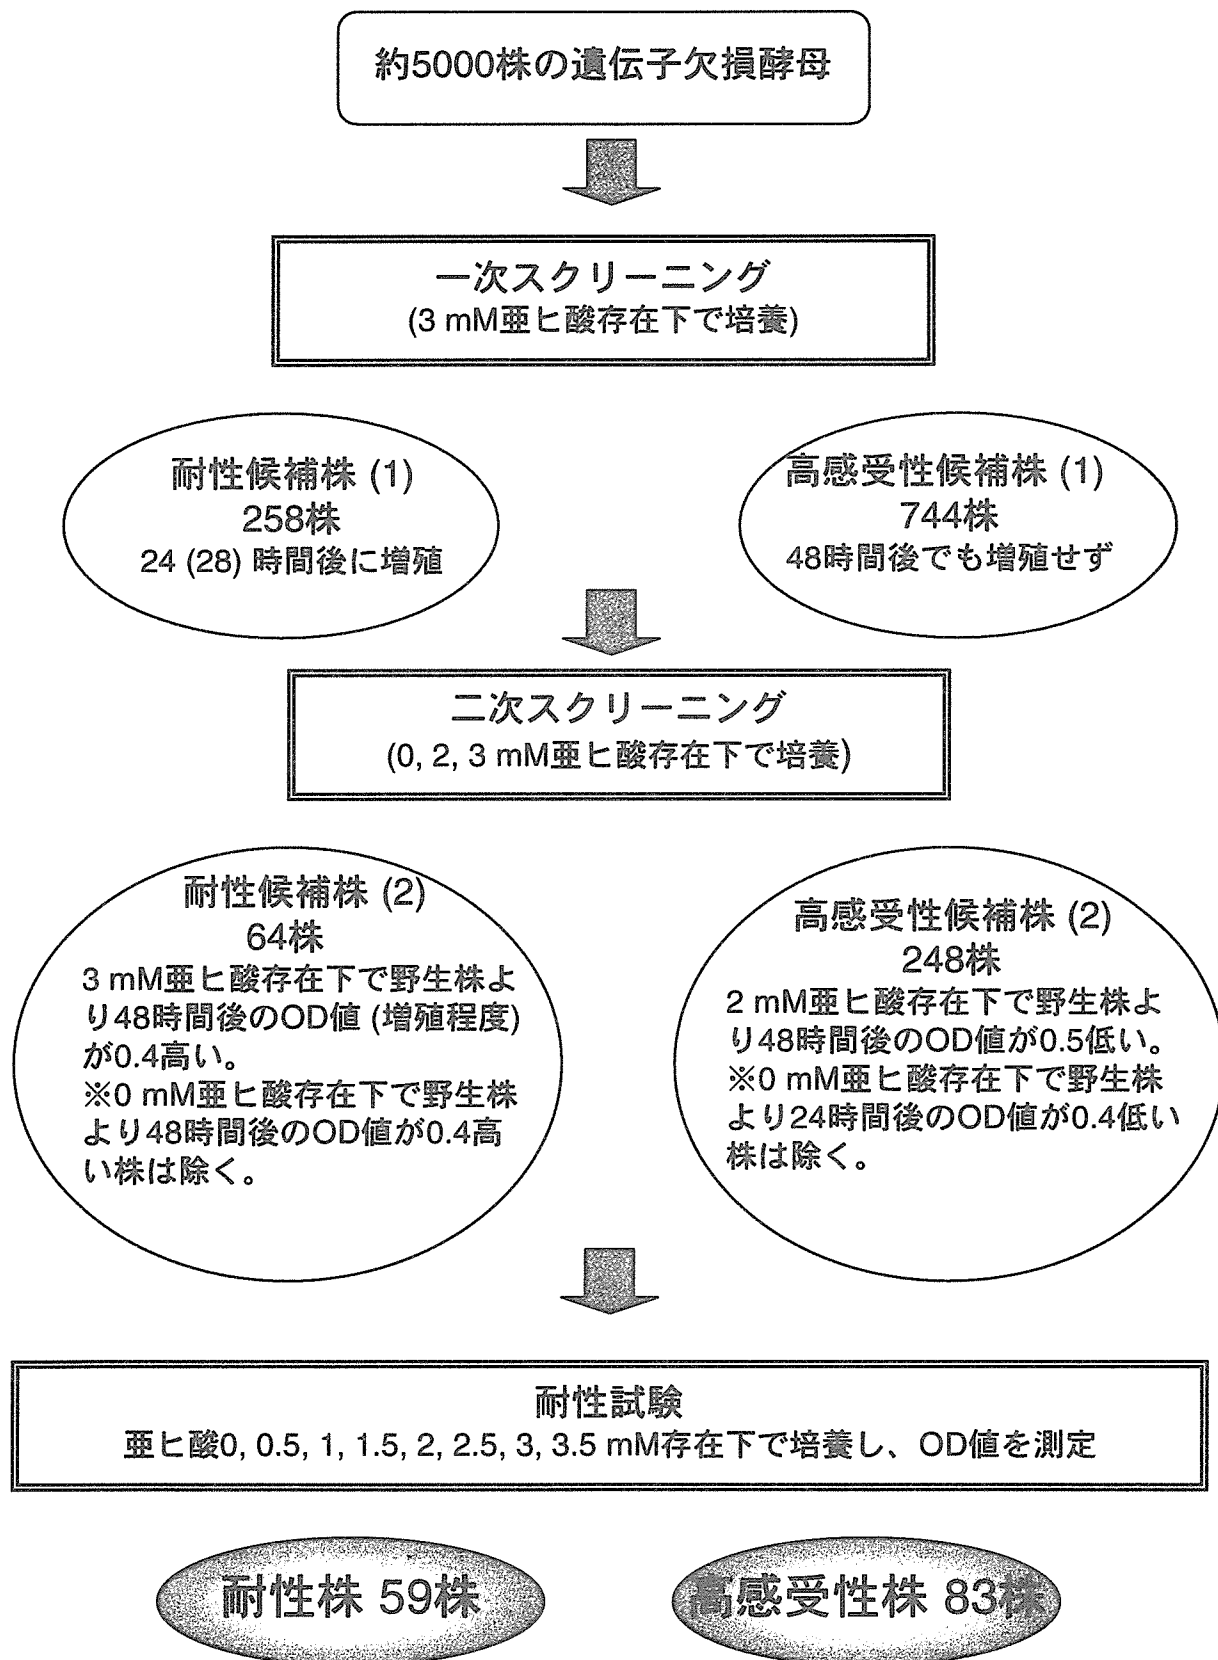 約5000株の遺伝子欠損酵母
一次スクリーニング
(3 mM亜ヒ酸存在下で培養)
耐性候補株 (1)
258株
24 (28) 時間後に増殖
高感受性候補株 (1)
744株
48時間後でも増殖せず
二次スクリーニング
(0, 2, 3 mM亜ヒ酸存在下で培養)
耐性候補株 (2)
64株
3 mM亜ヒ酸存在下で野生株よ
り48時間後のOD値 (増殖程度)
が0.4高い。
※0 mM亜ヒ酸存在下で野生株
より48時間後のOD値が0.4高
い株は除く。
高感受性候補株 (2)
248株
2 mM亜ヒ酸存在下で野生株よ
り48時間後のOD値が0.5低い。
※0 mM亜ヒ酸存在下で野生株
より24時間後のOD値が0.4低い
株は除く。
耐性試験
亜ヒ酸0, 0.5, 1, 1.5, 2, 2.5, 3, 3.5 mM存在下で培養し、OD値を測定
耐性株 59株
高感受性株 83株